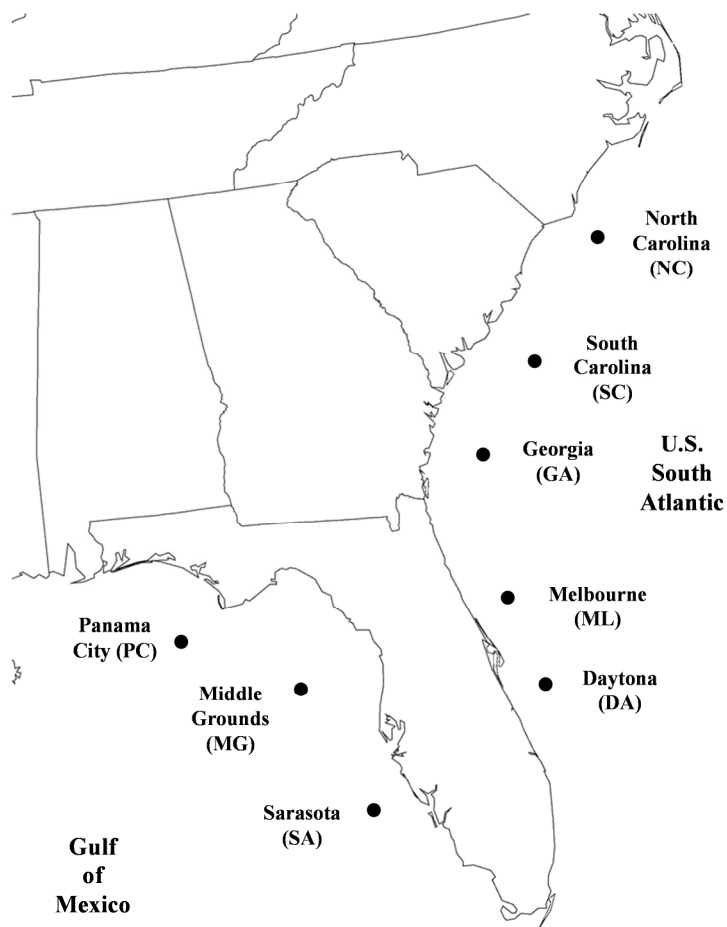 North
Carolina
(NC)
South
Carolina
(SC)
Georgia
(GA)
U.S.
South
Atlantic
Melbourne
(ML)
Panama
City (PC)
Daytona
(DA)
Middle
Grounds
(MG)
Sarasota
(SA)
Gulf
of
Mexico